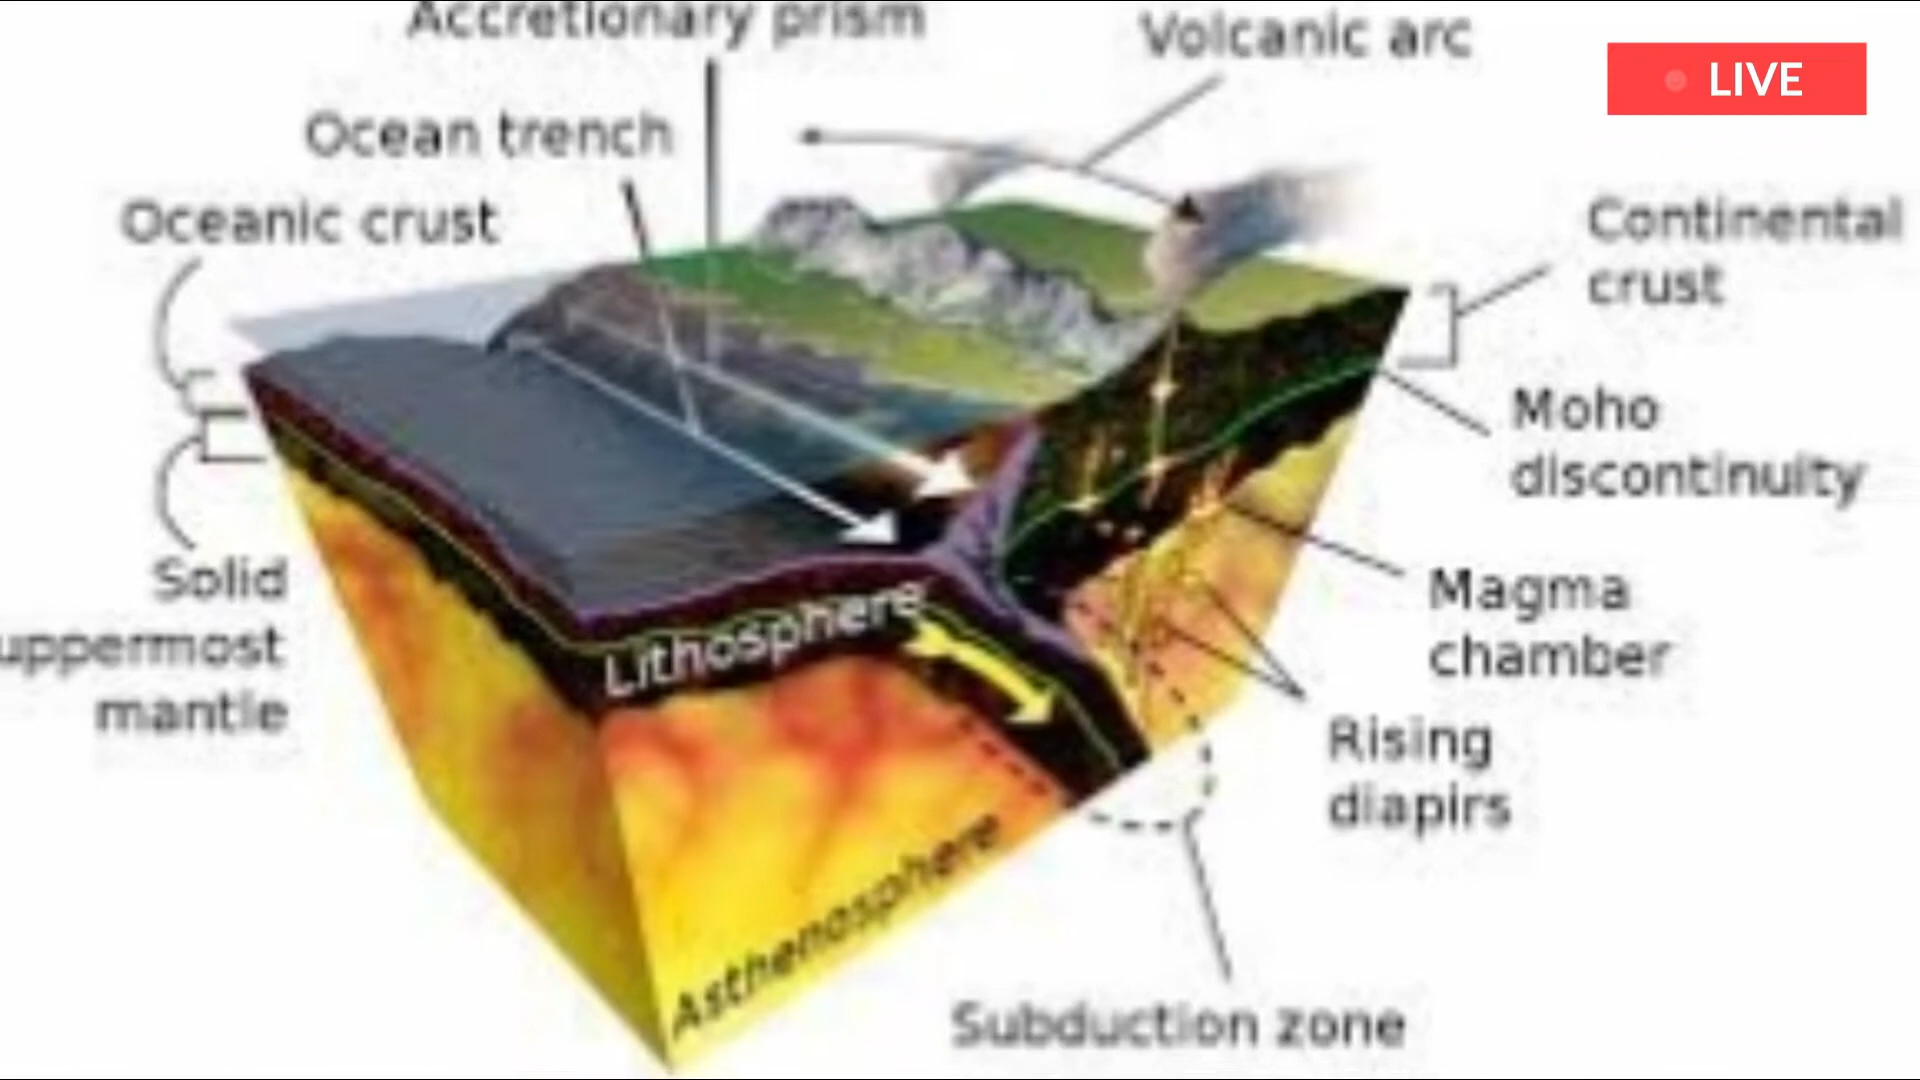 Accretionary prism
Volcanic arc
LIVE
Ocean trench
Oceanic crust
Continental
crust
Moho
discontinuity
Solid
uppermost
mantle
Lithosphere
Magma
chamber
Rising
diapirs
Asthenosphere
Subduction zone